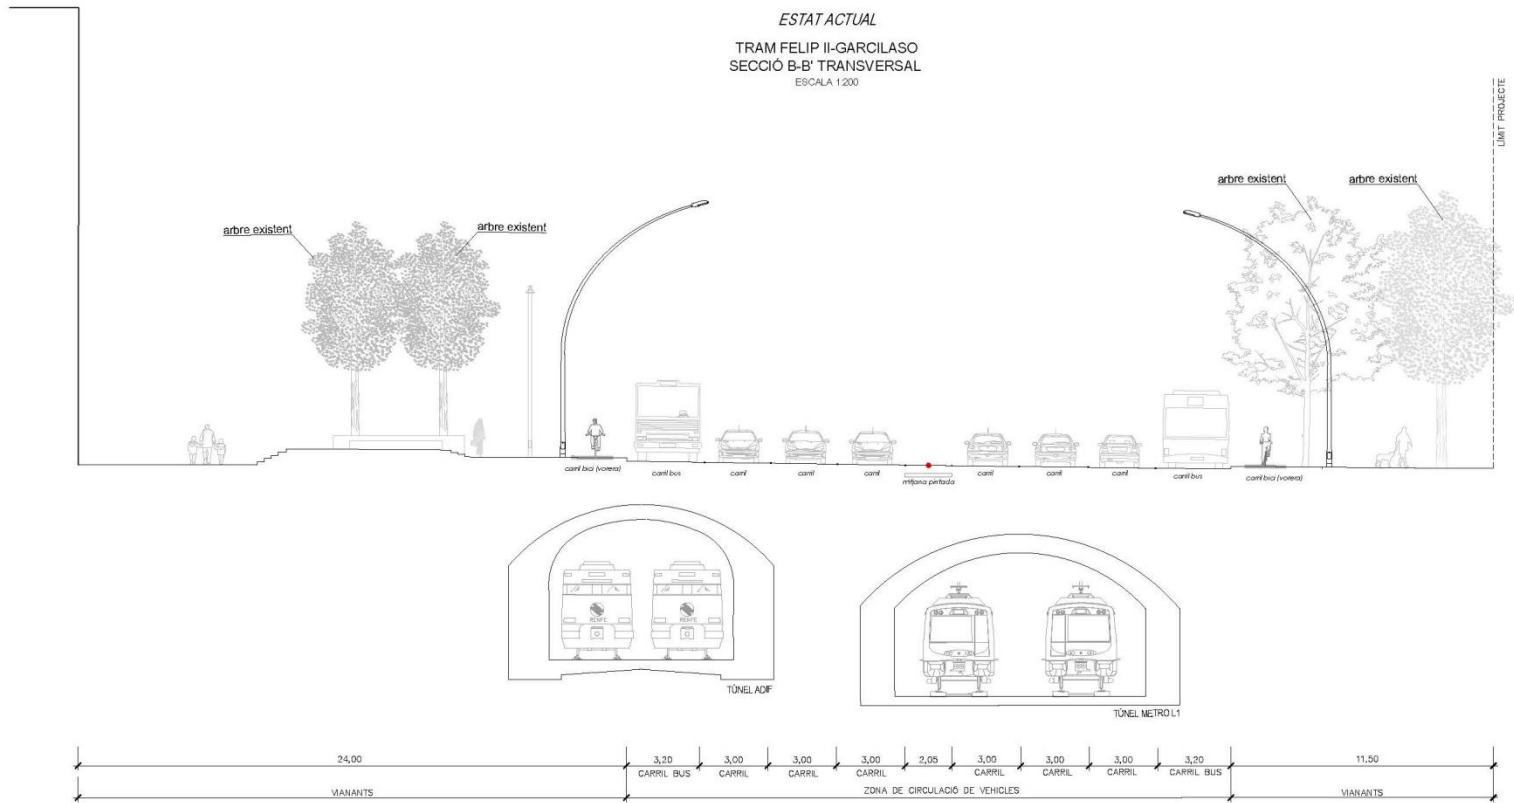 ESTAT ACTUAL
TRAM FELIP II-GARCILASO
SECCIÓ B-B' TRANSVERSAL
ESCALA 1:200
LÍMIT PROJECTE
arbre existent
arbre existent
arbre existent
arbre existent
carril bici (vorera)
carril bus
carril
carril
carril
mitjana pintada
carril
carril
carril
carril bus
carril bici (vorera)
RENFE
RENFE
TÚNEL ADIF
TÚNEL METRO L1
24,00
3,20
3,00
3,00
3,00
2,05
3,00
3,00
3,00
3,20
11,50
CARRIL BUS
CARRIL
CARRIL
CARRIL
CARRIL
CARRIL
CARRIL
CARRIL BUS
VIANANTS
ZONA DE CIRCULACIÓ DE VEHICLES
VIANANTS